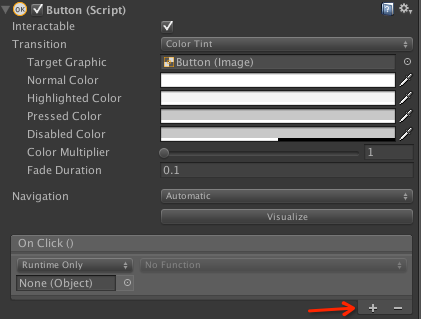 OK Button (Script)
Interactable
Transition Color Tint
Target Graphic Button (Image)
Normal Color
Highlighted Color
Pressed Color
Disabled Color
Color Multiplier 1
Fade Duration 0.1
Navigation Automatic
Visualize
On Click ()
Runtime Only No Function
None (Object)
+ −